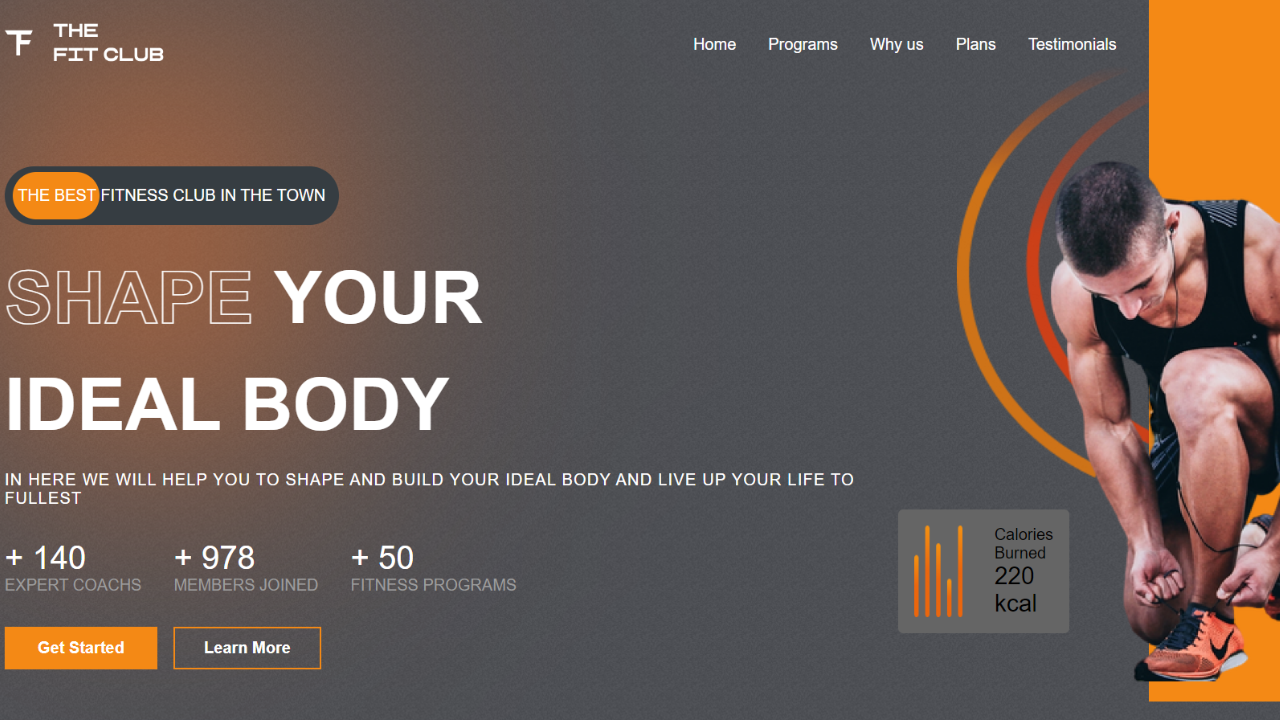 THE
FIT CLUB
Home Programs Why us Plans Testimonials
THE BEST FITNESS CLUB IN THE TOWN
SHAPE YOUR
IDEAL BODY
IN HERE WE WILL HELP YOU TO SHAPE AND BUILD YOUR IDEAL BODY AND LIVE UP YOUR LIFE TO
FULLEST
+ 140 + 978 + 50
EXPERT COACHS MEMBERS JOINED FITNESS PROGRAMS
Calories
Burned
220
kcal
Get Started Learn More